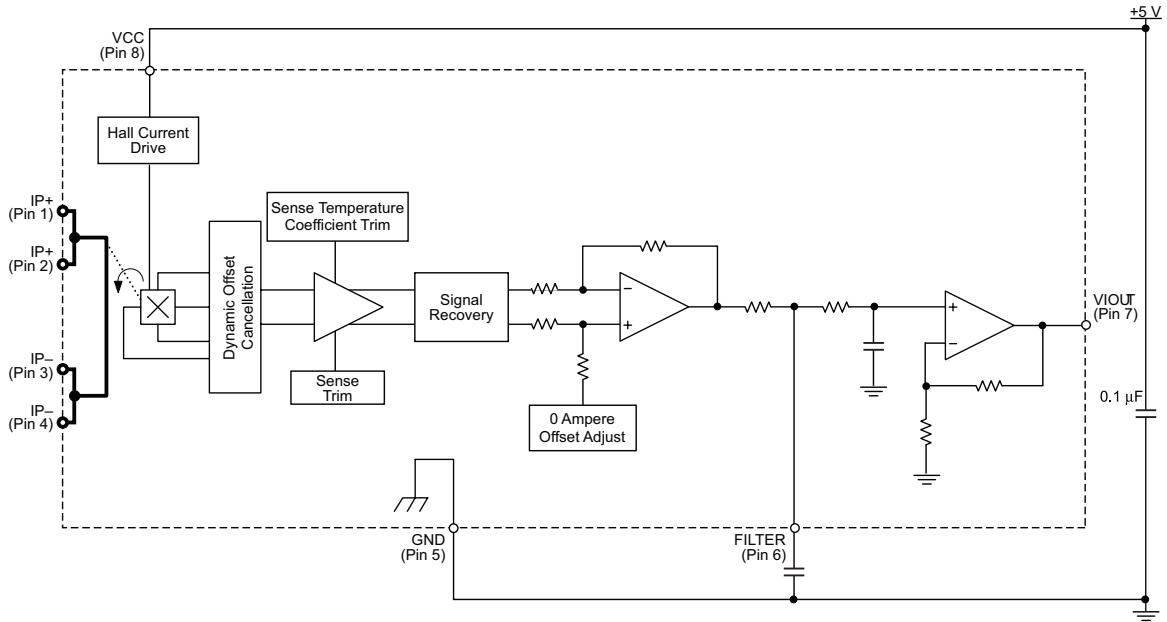 +5 V
VCC
(Pin 8)
Hall Current
Drive
IP+
(Pin 1)
IP+
(Pin 2)
IP–
(Pin 3)
IP–
(Pin 4)
Dynamic Offset
Cancellation
Sense Temperature
Coefficient Trim
Sense
Trim
Signal
Recovery
0 Ampere
Offset Adjust
VIOUT
(Pin 7)
0.1 μF
GND
(Pin 5)
FILTER
(Pin 6)